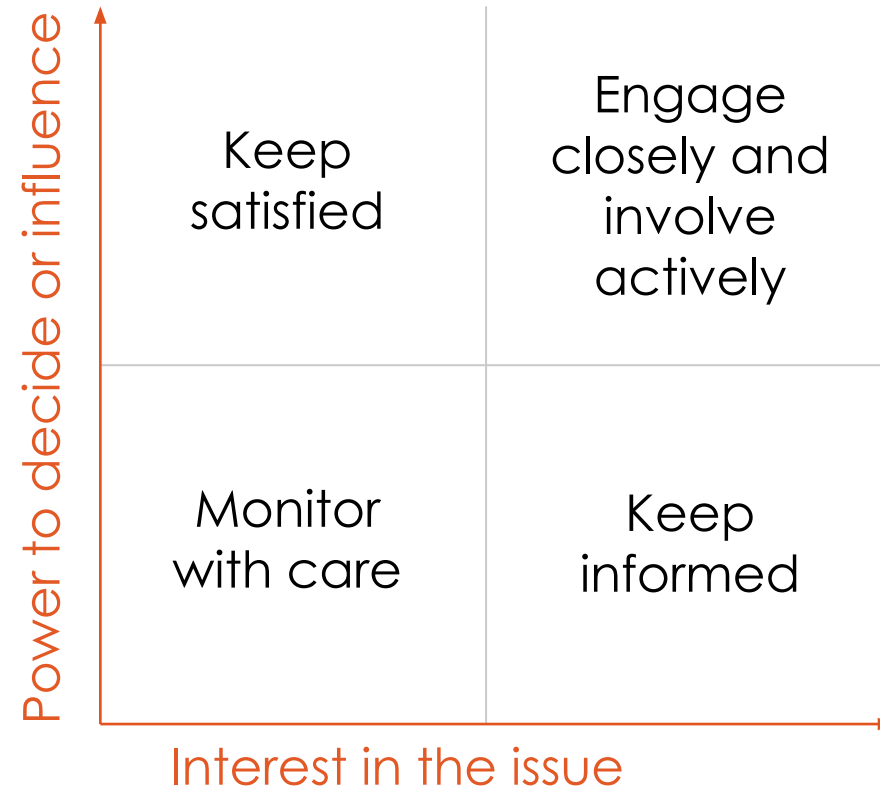 Power to decide or influence
Keep
satisfied
Engage
closely and
involve
actively
Monitor
with care
Keep
informed
Interest in the issue